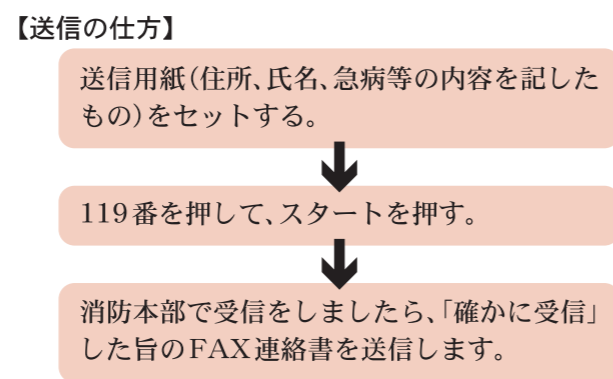 【送信の仕方】
送信用紙(住所、氏名、急病等の内容を記した
もの)をセットする。
119番を押して、スタートを押す。
消防本部で受信をしましたら、「確かに受信」
した旨のFAX連絡書を送信します。